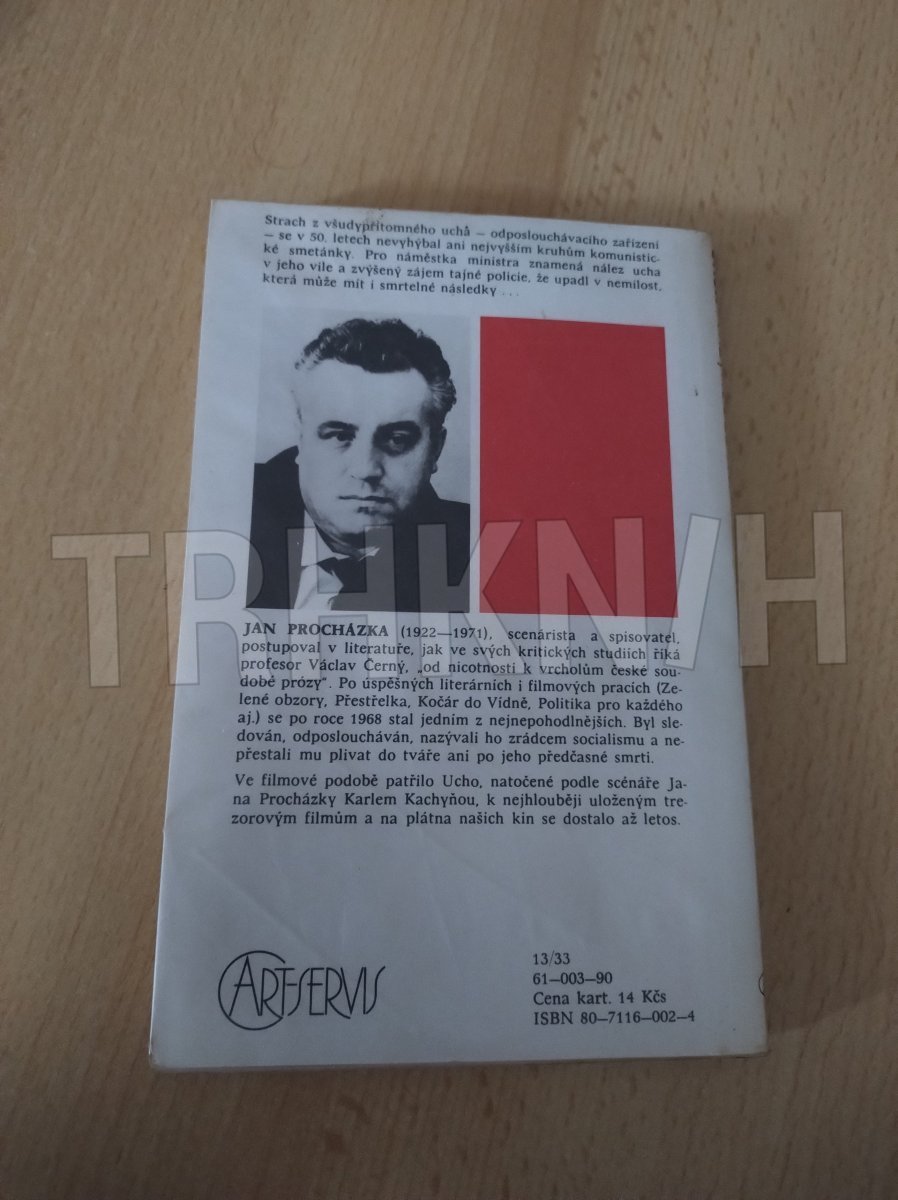 Strach z všudypřítomného ucha – odposlouchávacího zařízení
– se v 50. letech nevyhýbal ani nejvyšším kruhům komunistic-
ké smetánky. Pro náměstka ministra znamená nález ucha
v jeho vile a zvýšený zájem tajné policie, že upadl v nemilost,
která může mít i smrtelné následky . . .
JAN PROCHÁZKA (1922—1971), scenárista a spisovatel,
postupoval v literatuře, jak ve svých kritických studiích říká
profesor Václav Černý, „od nicotnosti k vrcholům české sou-
dobé prózy". Po úspěšných literárních i filmových pracích (Ze-
lené obzory, Přestřelka, Kočár do Vídně, Politika pro každého
aj.) se po roce 1968 stal jedním z nejnepohodlnějších. Byl sle-
dován, odposloucháván, nazývali ho zrádcem socialismu a ne-
přestali mu plivat do tváře ani po jeho předčasné smrti.
Ve filmové podobě patřilo Ucho, natočené podle scénáře Ja-
na Procházky Karlem Kachyňou, k nejhlouběji uloženým tre-
zorovým filmům a na plátna našich kin se dostalo až letos.
ARTSERVIS
13/33
61—003—90
Cena kart. 14 Kčs
ISBN 80—7116—002—4
TRHKNIH